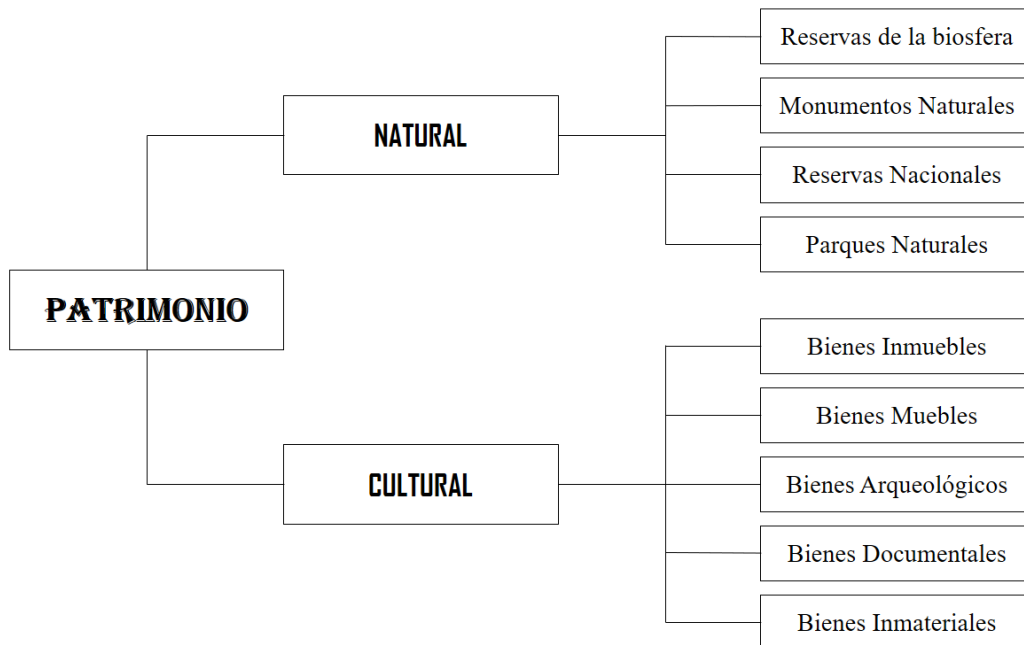 PATRIMONIO
NATURAL
Reservas de la biosfera
Monumentos Naturales
Reservas Nacionales
Parques Naturales
CULTURAL
Bienes Inmuebles
Bienes Muebles
Bienes Arqueológicos
Bienes Documentales
Bienes Inmateriales